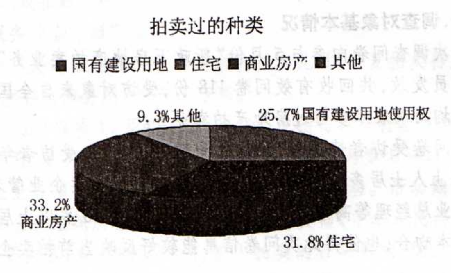 拍卖过的种类
■国有建设用地 ■住宅 ■商业房产 ■其他
9.3%其他
25.7%国有建设用地使用权
33.2%
商业房产
31.8%住宅